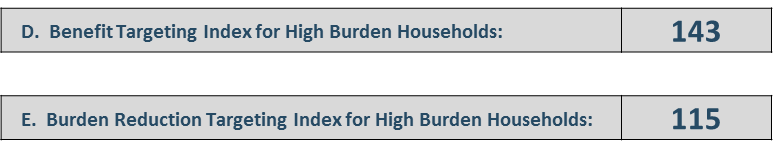 D. Benefit Targeting Index for High Burden Households: 143
E. Burden Reduction Targeting Index for High Burden Households: 115